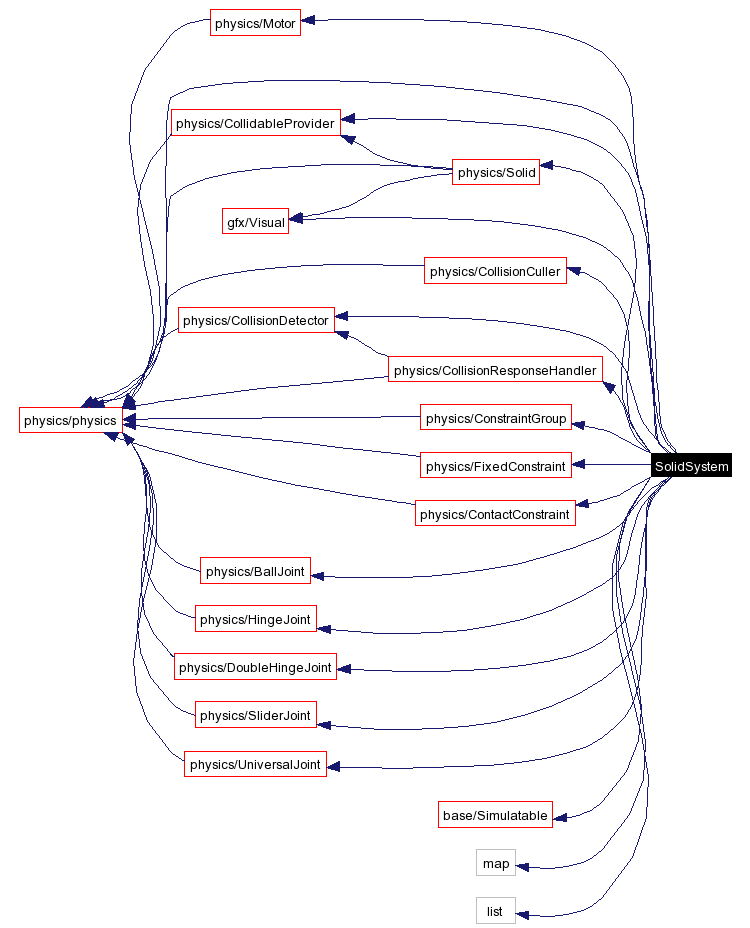 physics/Motor
physics/CollidableProvider
physics/Solid
gfx/Visual
physics/CollisionCuller
physics/CollisionDetector
physics/CollisionResponseHandler
physics/physics
physics/ConstraintGroup
physics/FixedConstraint
SolidSystem
physics/ContactConstraint
physics/BallJoint
physics/HingeJoint
physics/DoubleHingeJoint
physics/SliderJoint
physics/UniversalJoint
base/Simulatable
map
list